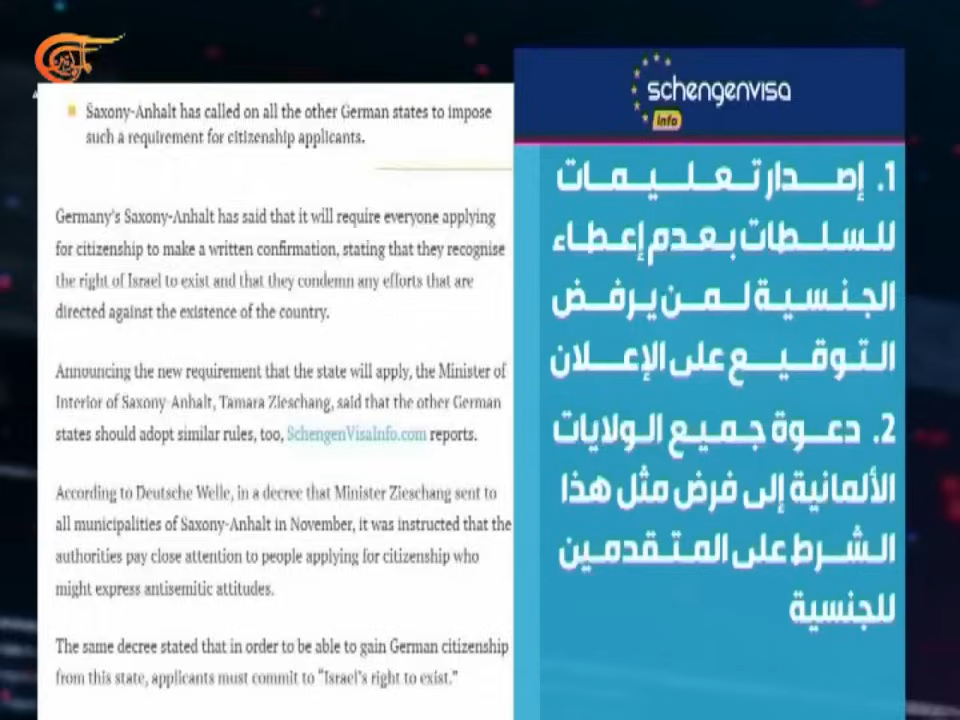 Saxony-Anhalt has called on all the other German states to impose
such a requirement for citizenship applicants.
Germany's Saxony-Anhalt has said that it will require everyone applying
for citizenship to make a written confirmation, stating that they recognise
the right of Israel to exist and that they condemn any efforts that are
directed against the existence of the country.
Announcing the new requirement that the state will apply, the Minister of
Interior of Saxony-Anhalt, Tamara Zieschang, said that the other German
states should adopt similar rules, too, SchengenVisaInfo.com reports.
According to Deutsche Welle, in a decree that Minister Zieschang sent to
all municipalities of Saxony-Anhalt in November, it was instructed that the
authorities pay close attention to people applying for citizenship who
might express antisemitic attitudes.
The same decree stated that in order to be able to gain German citizenship
from this state, applicants must commit to “Israel's right to exist.”
schengenvisa
Info
1. إصدار تعليمات
للسلطات بعدم إعطاء
الجنسية لمن يرفض
التوقيع على الإعلان
2. دعوة جميع الولايات
الألمانية إلى فرض مثل هذا
الشرط على المتقدمين
للجنسية